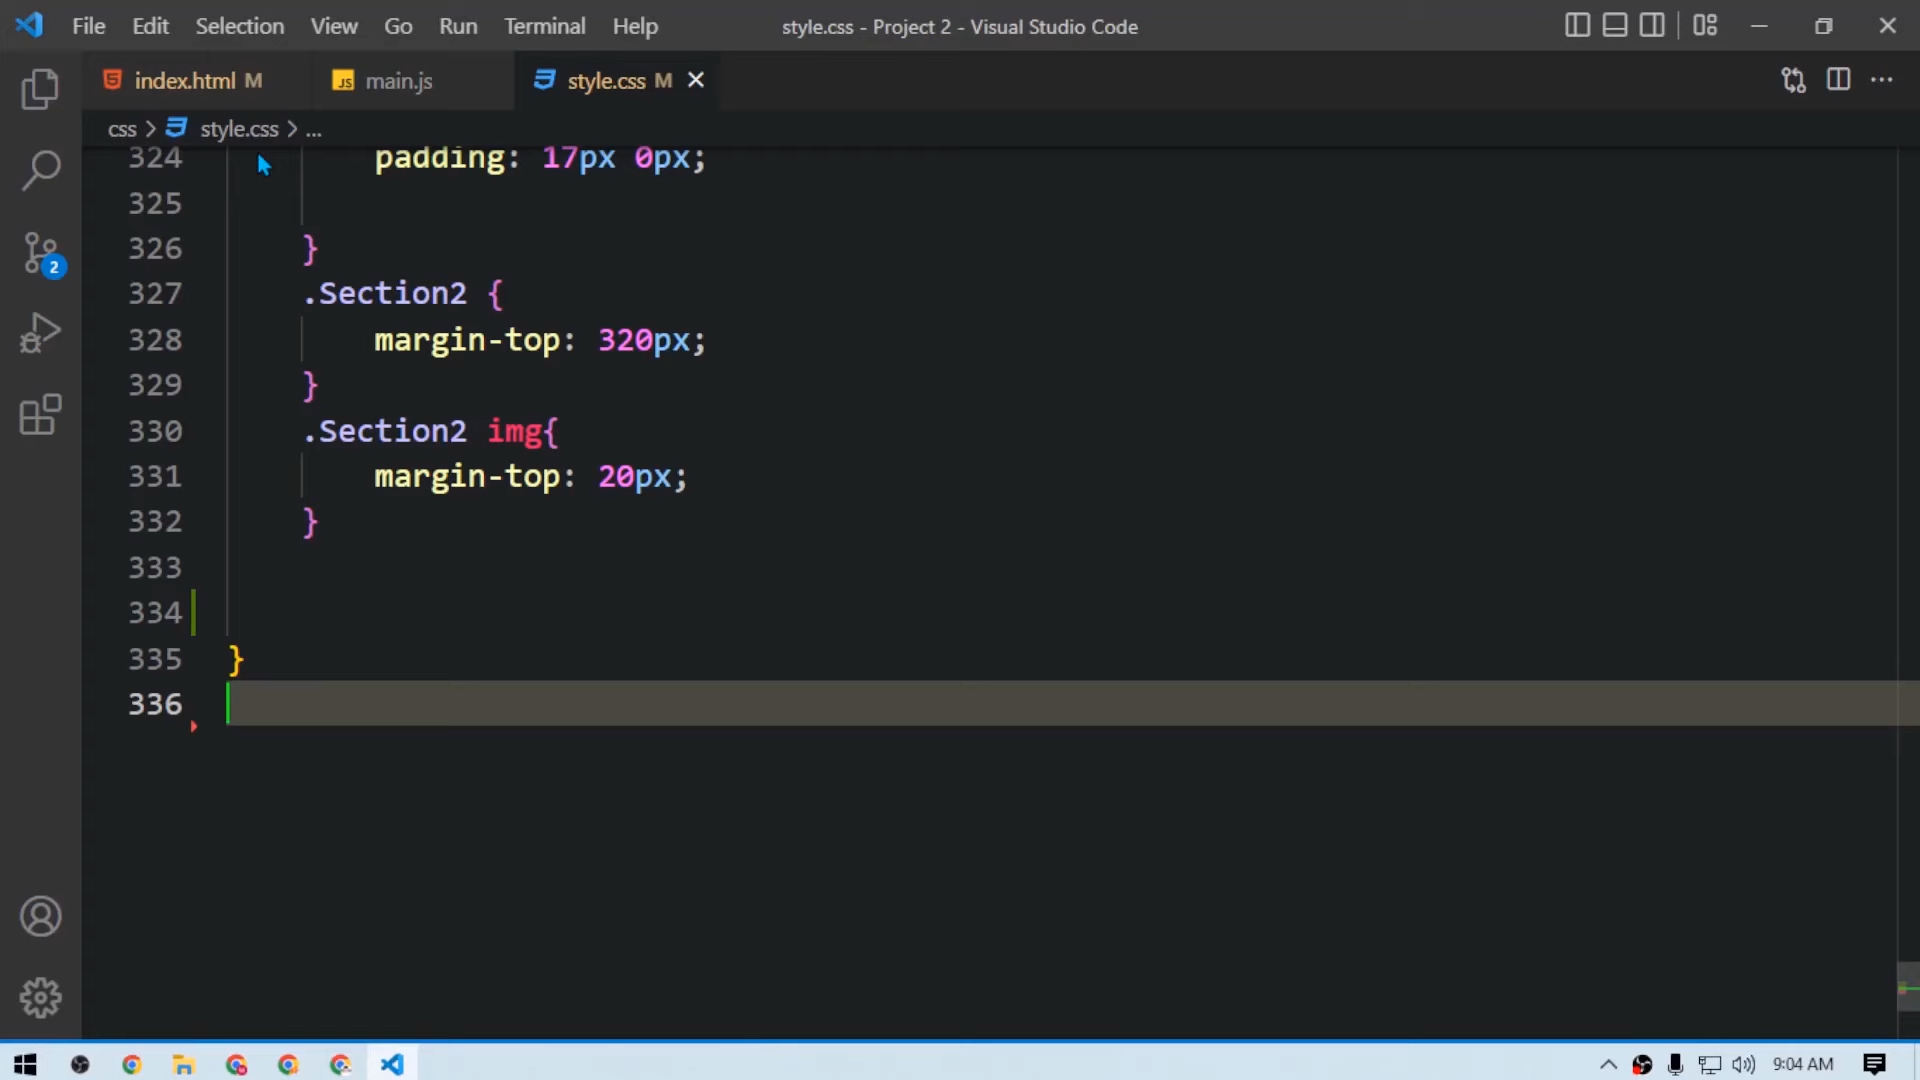 File Edit Selection View Go Run Terminal Help
style.css - Project 2 - Visual Studio Code
index.html M
JS main.js
style.css M
css > style.css > ...
324 padding: 17px 0px;
325
326 }
327 .Section2 {
328 margin-top: 320px;
329 }
330 .Section2 img{
331 margin-top: 20px;
332 }
333
334
335 }
336
2
9:04 AM